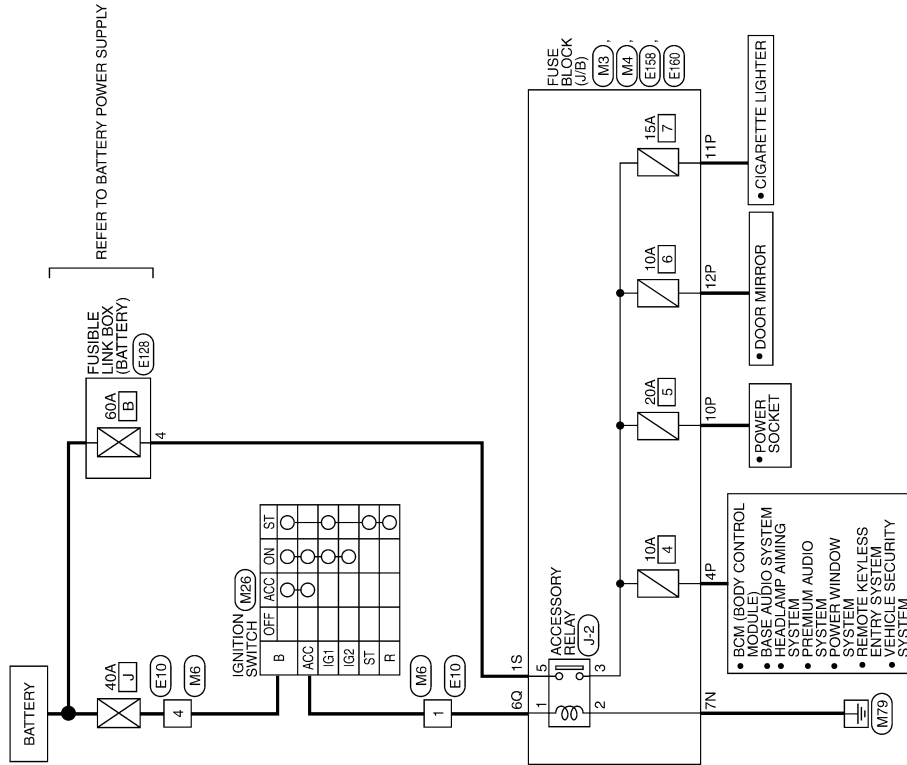 REFER TO BATTERY POWER SUPPLY
BATTERY
40A
J
E10
M6
4
60A
B
FUSIBLE
LINK BOX
(BATTERY)
E128
4
IGNITION
SWITCH
M26
OFF ACC ON ST
B
ACC
IG1
IG2
ST
R
M6
E10
1
6Q
1S
1
5
2
3
ACCESSORY
RELAY
J-2
FUSE
BLOCK
(J/B)
M3 ,
M4 ,
E158 ,
E160
10A
4
20A
5
10A
6
15A
7
7N
4P
10P
12P
11P
M79
• BCM (BODY CONTROL
MODULE)
• BASE AUDIO SYSTEM
• HEADLAMP AIMING
SYSTEM
• PREMIUM AUDIO
SYSTEM
• POWER WINDOW
SYSTEM
• REMOTE KEYLESS
ENTRY SYSTEM
• VEHICLE SECURITY
SYSTEM
• POWER
SOCKET
• DOOR MIRROR
• CIGARETTE LIGHTER